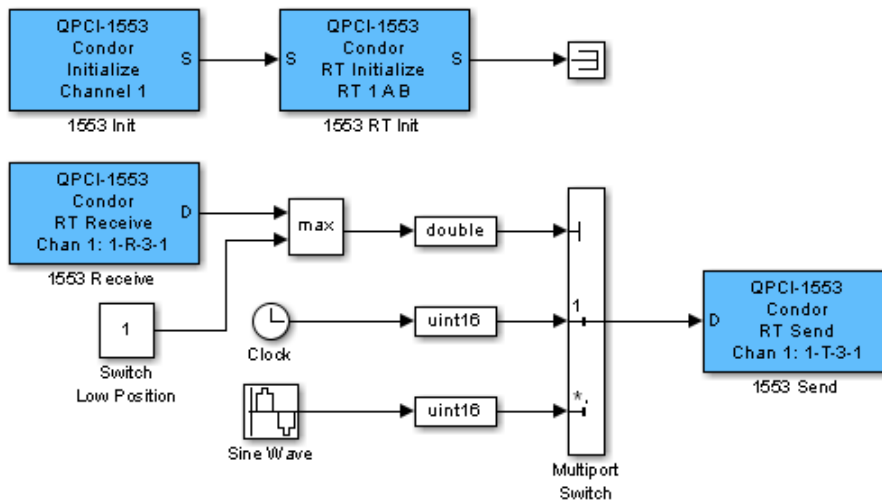 QPCI-1553
Condor
Initialize
Channel 1
S
1553 Init
S
QPCI-1553
Condor
RT Initialize
RT 1 A B
S
1553 RT Init
QPCI-1553
Condor
RT Receive
Chan 1: 1-R-3-1
D
1553 Receive
max
double
1
Switch
Low Position
Clock
uint16
Sine Wave
uint16
1
*,
Multiport
Switch
D
QPCI-1553
Condor
RT Send
Chan 1: 1-T-3-1
1553 Send